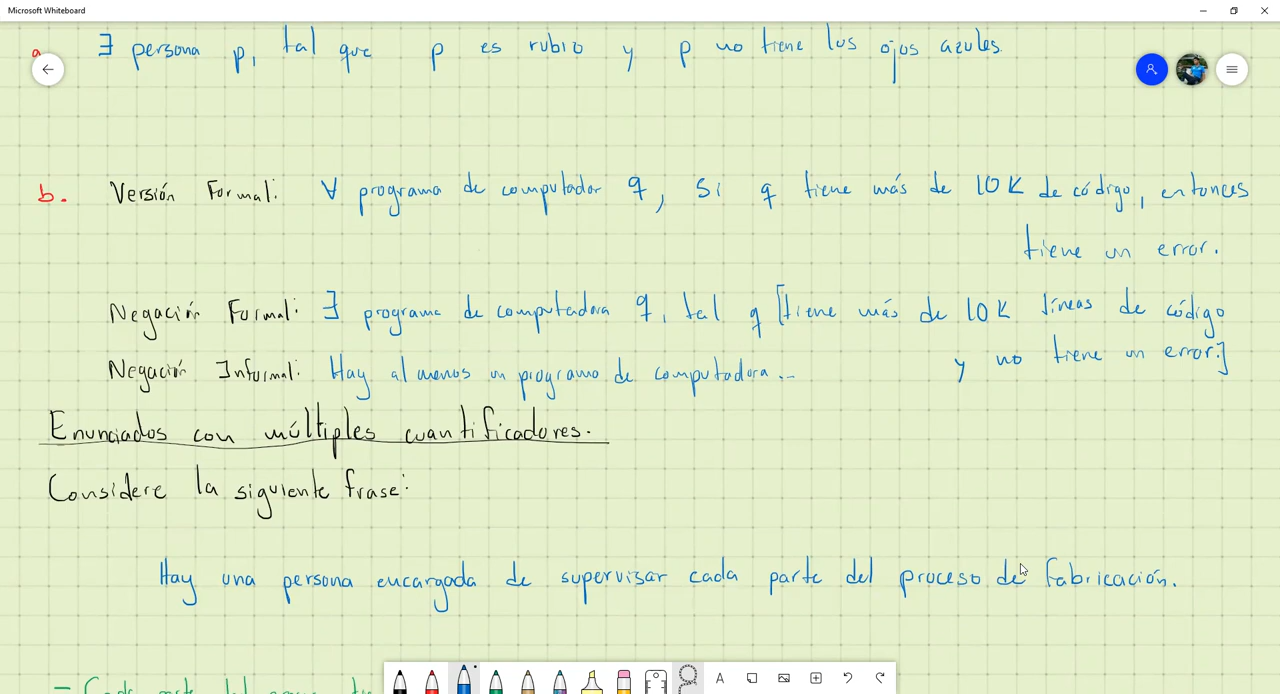 Microsoft Whiteboard
∃ persona p, tal que p es rubio y p no tiene los ojos azules.
b. Versión Formal: ∀ programa de computador q, Si q tiene más de 10K de código, entonces
tiene un error.
Negación Formal: ∃ programa de computadora q, tal q [tiene más de 10K líneas de código
y no tiene un error.]
Negación Informal: Hay al menos un programa de computadora...
Enunciados con múltiples cuantificadores.
Considere la siguiente frase:
Hay una persona encargada de supervisar cada parte del proceso de fabricación.